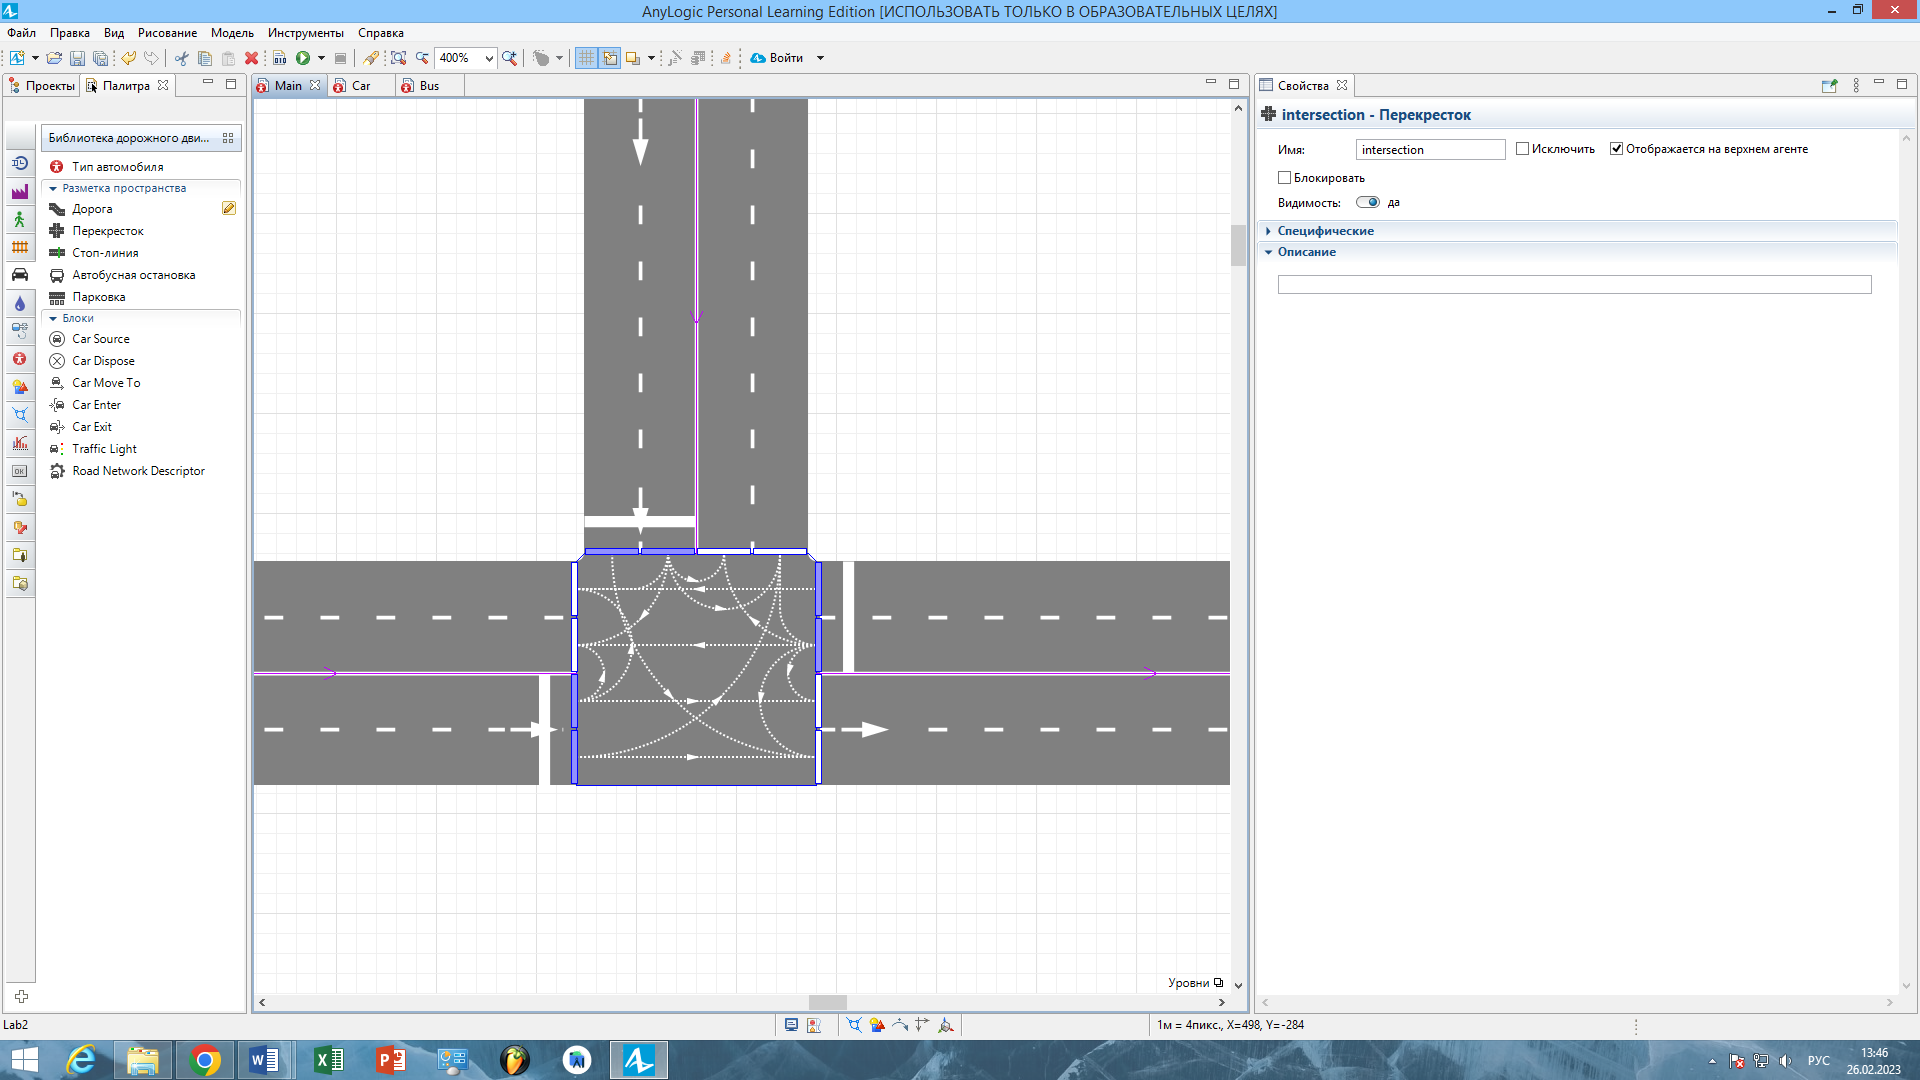 AnyLogic Personal Learning Edition [ИСПОЛЬЗОВАТЬ ТОЛЬКО В ОБРАЗОВАТЕЛЬНЫХ ЦЕЛЯХ]
Файл Правка Вид Рисование Модель Инструменты Справка
400% Войти
Проекты Палитра Main Car Bus Свойства
intersection - Перекресток
Библиотека дорожного дви...
Имя: intersection Исключить Отображается на верхнем агенте
Тип автомобиля
Блокировать
Разметка пространства
Видимость: да
Дорога
Перекресток
Специфические
Стоп-линия
Описание
Автобусная остановка
Парковка
Блоки
Car Source
Car Dispose
Car Move To
Car Enter
Car Exit
Traffic Light
Road Network Descriptor
Уровни
Lab2
1м = 4пикс., X=498, Y=-284
РУС
13:46
26.02.2023